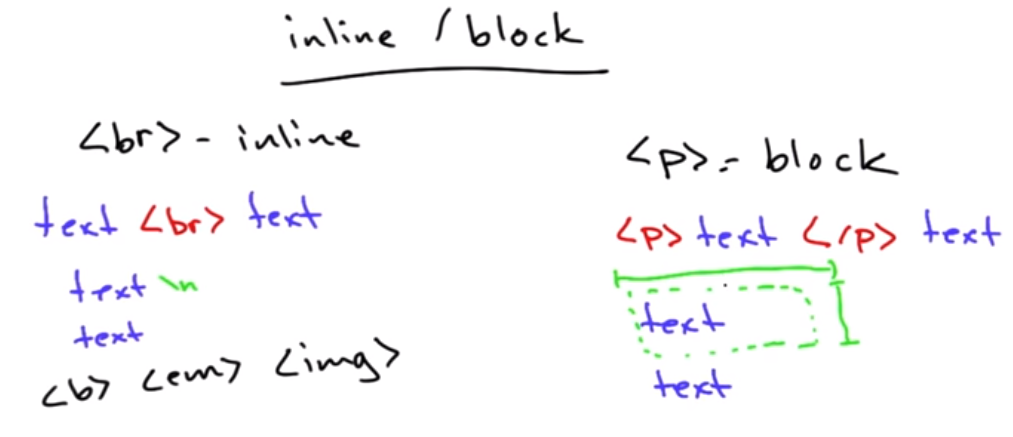 inline / block
<br> - inline
text <br> text
text \n
text
<b> <em> <img>
<p> - block
<p> text </p> text
text
text